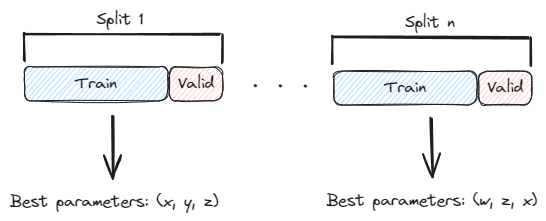 Split 1
Split n
Train
Valid
. . .
Train
Valid
Best parameters: (x, y, z)
Best parameters: (w, z, x)